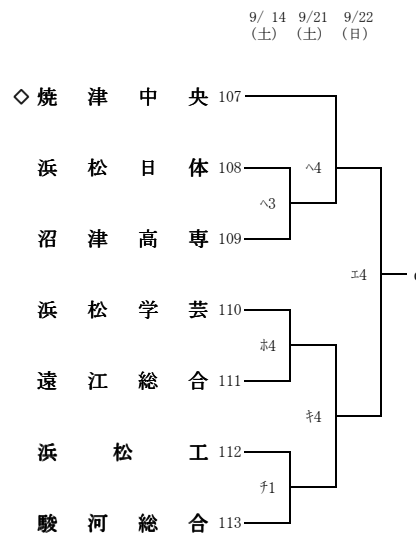 9/ 14 9/21 9/22
(土) (土) (日)
◇ 焼津中央 107
浜松日体 108
ﾍ4
ﾍ3
沼津高専 109
ｴ4
浜松学芸 110
ﾎ4
遠江総合 111
ｷ4
浜松工 112
ﾁ1
駿河総合 113